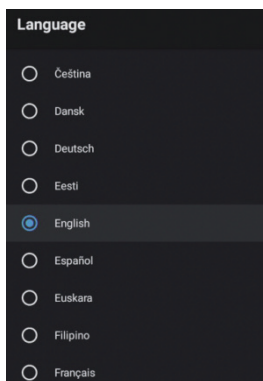 Language
Čeština
Dansk
Deutsch
Eesti
English
Español
Euskara
Filipino
Français